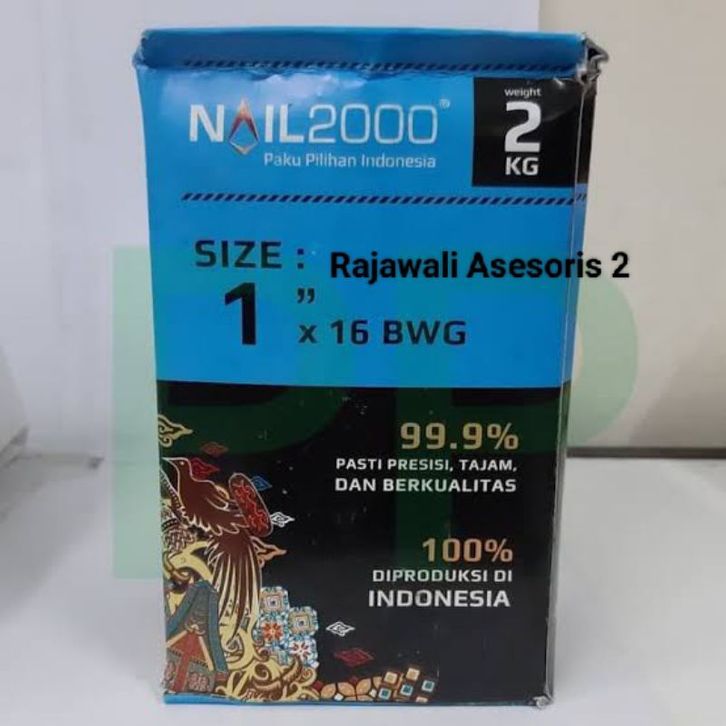 NAIL2000®
Paku Pilihan Indonesia
weight
2
KG
SIZE :
Rajawali Asesoris 2
1” x 16 BWG
99.9%
PASTI PRESISI, TAJAM,
DAN BERKUALITAS
100%
DIPRODUKSI DI
INDONESIA